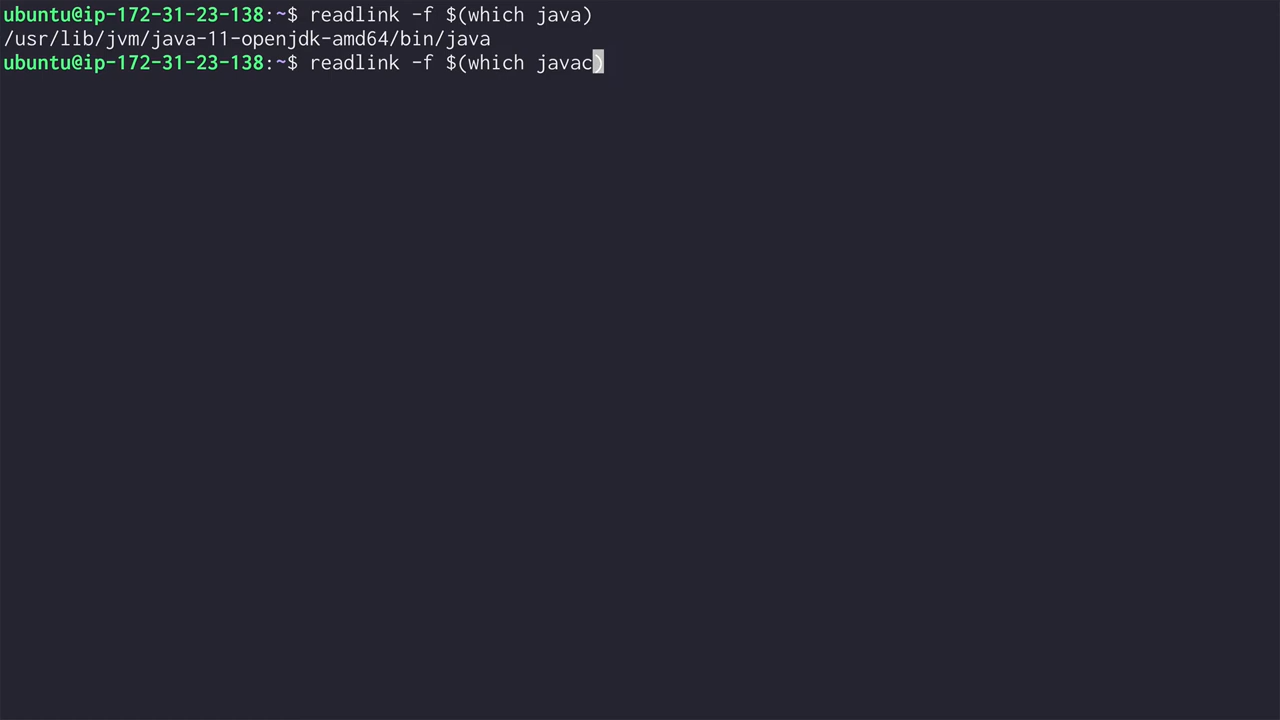 ubuntu@ip-172-31-23-138:~$ readlink -f $(which java)
/usr/lib/jvm/java-11-openjdk-amd64/bin/java
ubuntu@ip-172-31-23-138:~$ readlink -f $(which javac)